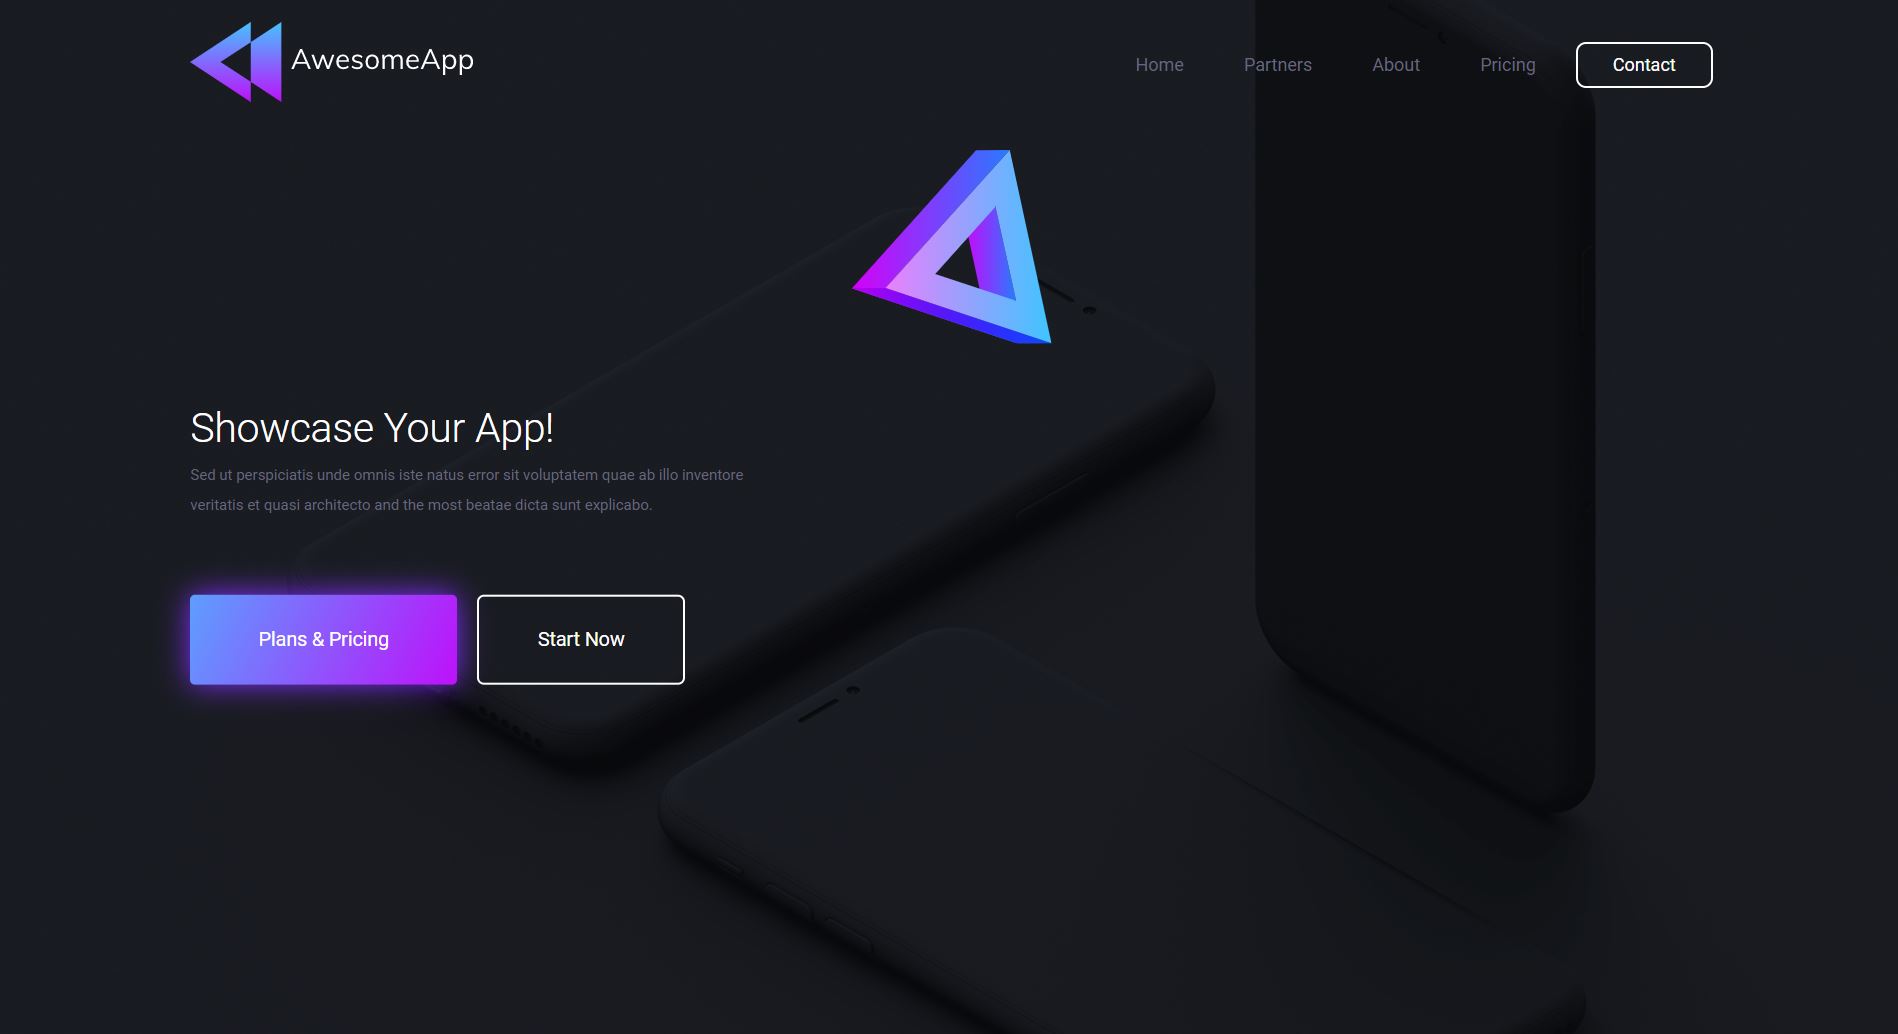 AwesomeApp
Home
Partners
About
Pricing
Contact
Showcase Your App!
Sed ut perspiciatis unde omnis iste natus error sit voluptatem quae ab illo inventore
veritatis et quasi architecto and the most beatae dicta sunt explicabo.
Plans & Pricing
Start Now